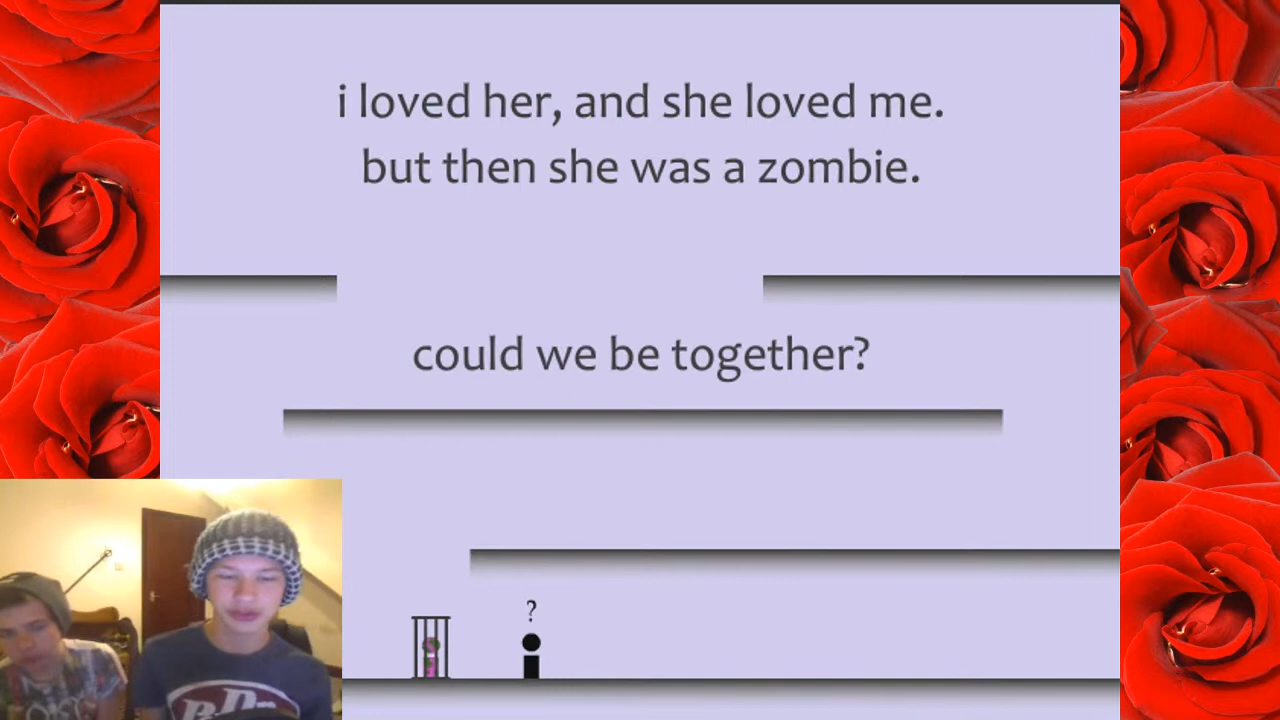 i loved her, and she loved me.
but then she was a zombie.
could we be together?
?